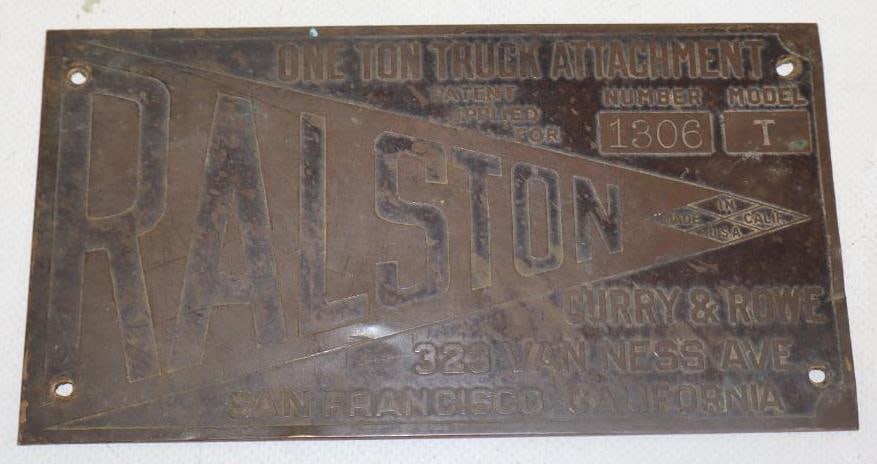 ONE TON TRUCK ATTACHMENT
PATENT
APPLIED
FOR
NUMBER MODEL
1306 T
RALSTON
MADE IN CALIF.
U.S.A
CURRY & ROWE
323 VAN NESS AVE
SAN FRANCISCO, CALIFORNIA